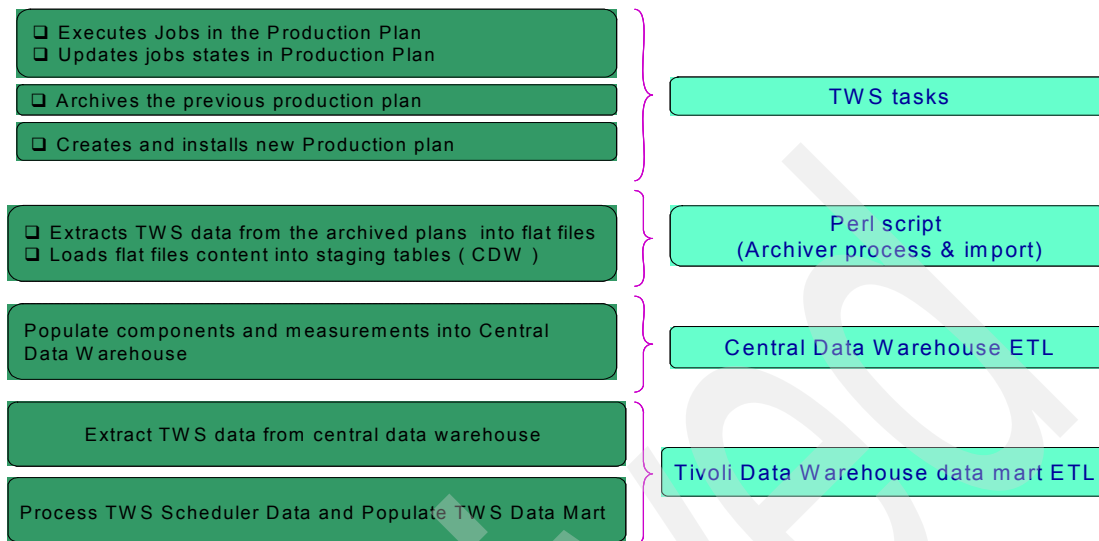 ❑ Executes Jobs in the Production Plan
❑ Updates jobs states in Production Plan
❑ Archives the previous production plan
❑ Creates and installs new Production plan
TWS tasks
❑ Extracts TWS data from the archived plans into flat files
❑ Loads flat files content into staging tables ( CDW )
Perl script
(Archiver process & import)
Populate components and measurements into Central
Data Warehouse
Central Data Warehouse ETL
Extract TWS data from central data warehouse
Process TWS Scheduler Data and Populate TWS Data Mart
Tivoli Data Warehouse data mart ETL